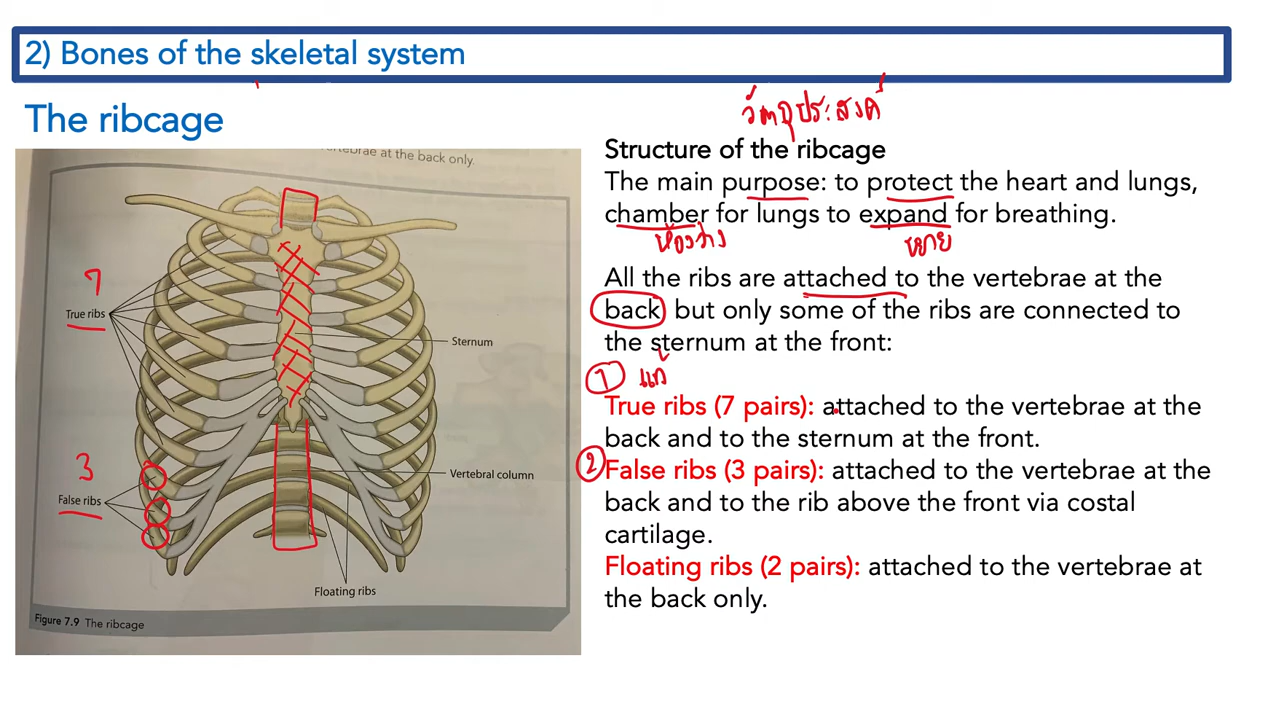 2) Bones of the skeletal system
The ribcage
วัตถุประสงค์
tebrae at the back only.
7
True ribs
Sternum
3
Vertebral column
False ribs
Floating ribs
Figure 7.9 The ribcage
Structure of the ribcage
The main purpose: to protect the heart and lungs,
chamber for lungs to expand for breathing.
ห้องว่าง ขยาย
All the ribs are attached to the vertebrae at the
back but only some of the ribs are connected to
the sternum at the front:
1 แท้
True ribs (7 pairs): attached to the vertebrae at the
back and to the sternum at the front.
2 False ribs (3 pairs): attached to the vertebrae at the
back and to the rib above the front via costal
cartilage.
Floating ribs (2 pairs): attached to the vertebrae at
the back only.